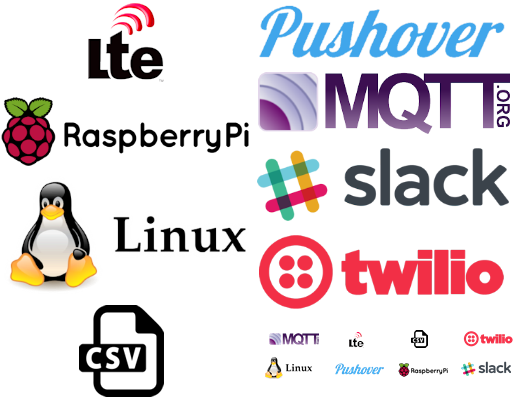 Lte
RaspberryPi
Linux
CSV
Pushover
MQTT.ORG
slack
twilio
MQTT
Lte
CSV
twilio
Linux
Pushover
RaspberryPi
slack